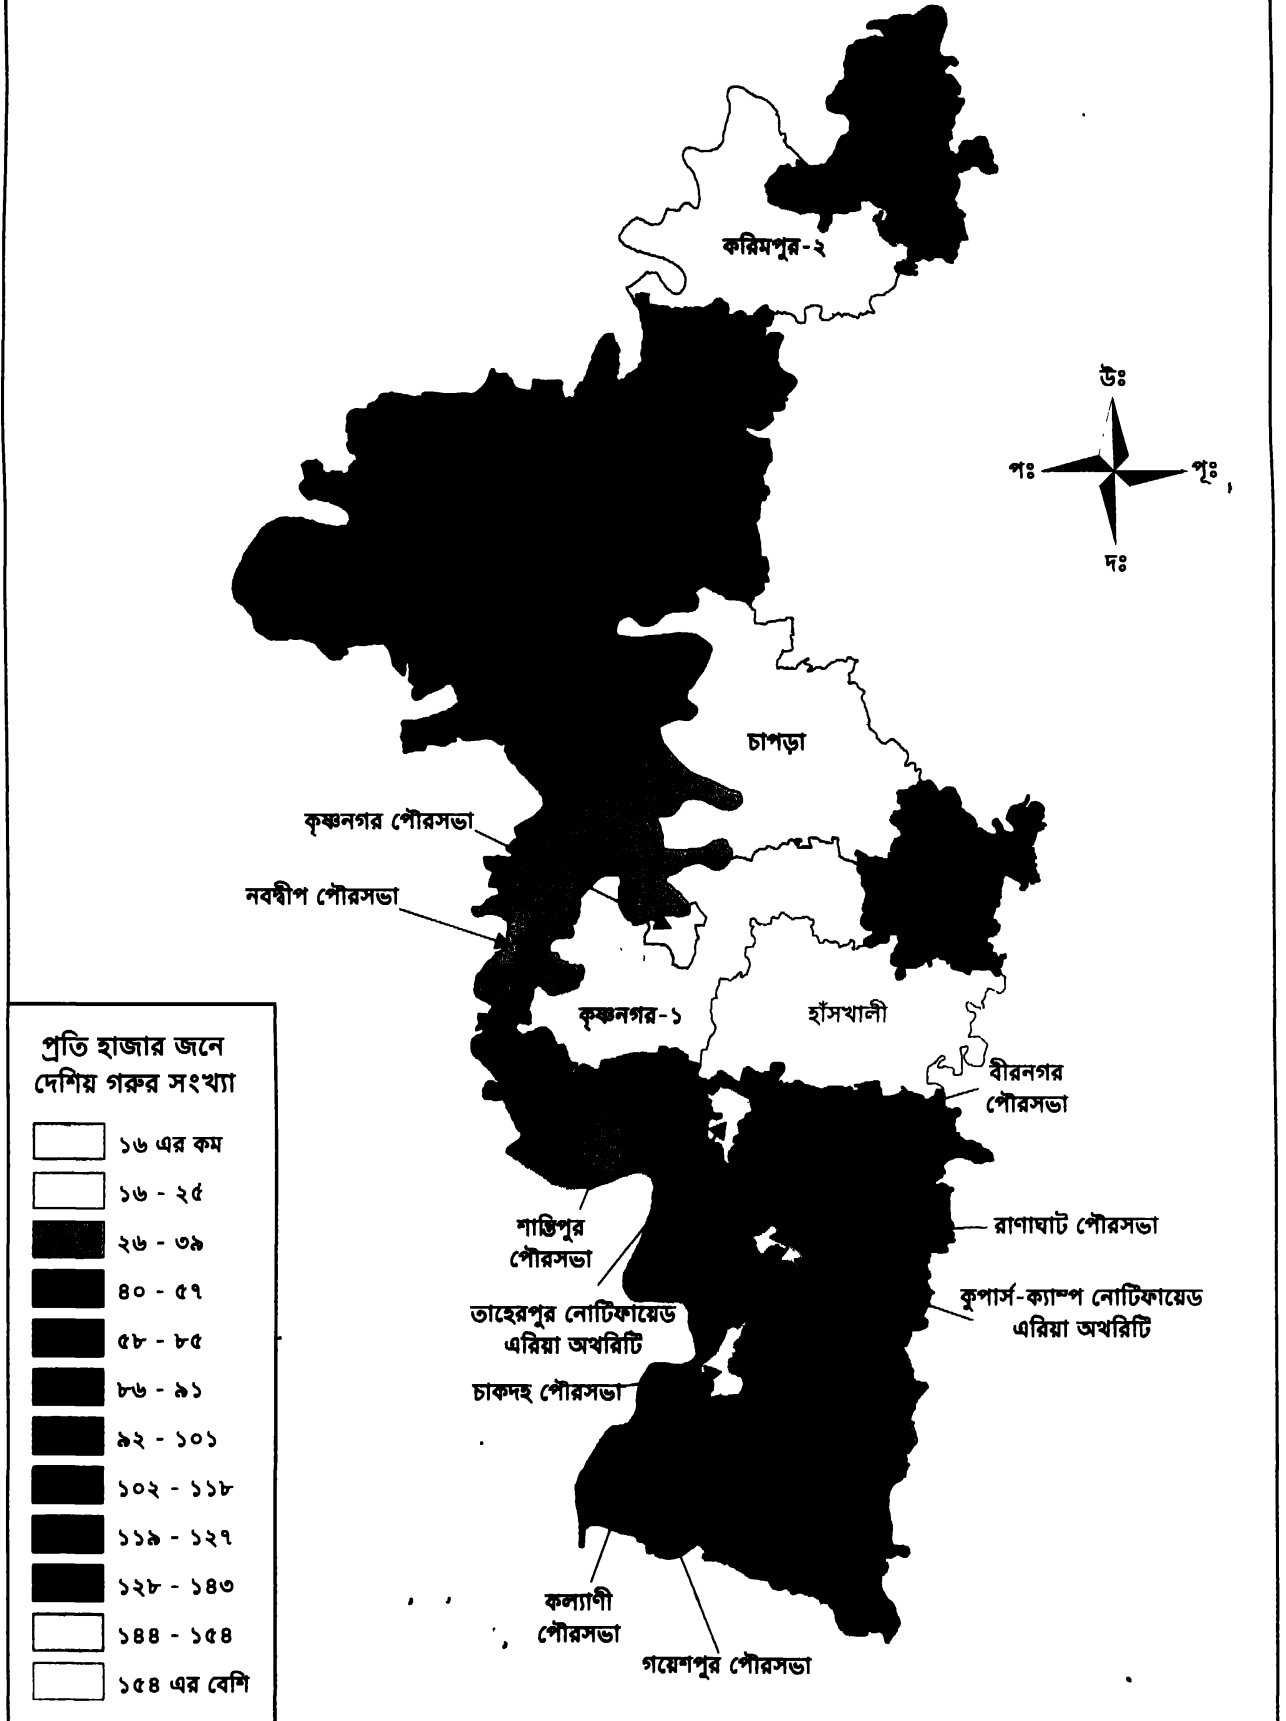 করিমপুর-২
উঃ
পঃ
পূঃ
দঃ
চাপড়া
কৃষ্ণনগর পৌরসভা
নবদ্বীপ পৌরসভা
কৃষ্ণনগর-১
হাঁসখালী
বীরনগর
পৌরসভা
শান্তিপুর
পৌরসভা
রাণাঘাট পৌরসভা
তাহেরপুর নোটিফায়েড
এরিয়া অথরিটি
কুপার্স-ক্যাম্প নোটিফায়েড
এরিয়া অথরিটি
চাকদহ পৌরসভা
কল্যাণী
পৌরসভা
গয়েশপুর পৌরসভা
প্রতি হাজার জনে
দেশিয় গরুর সংখ্যা
১৬ এর কম
১৬ - ২৫
২৬ - ৩৯
৪০ - ৫৭
৫৮ - ৮৫
৮৬ - ৯১
৯২ - ১০১
১০২ - ১১৮
১১৯ - ১২৭
১২৮ - ১৪৩
১৪৪ - ১৫৪
১৫৪ এর বেশি